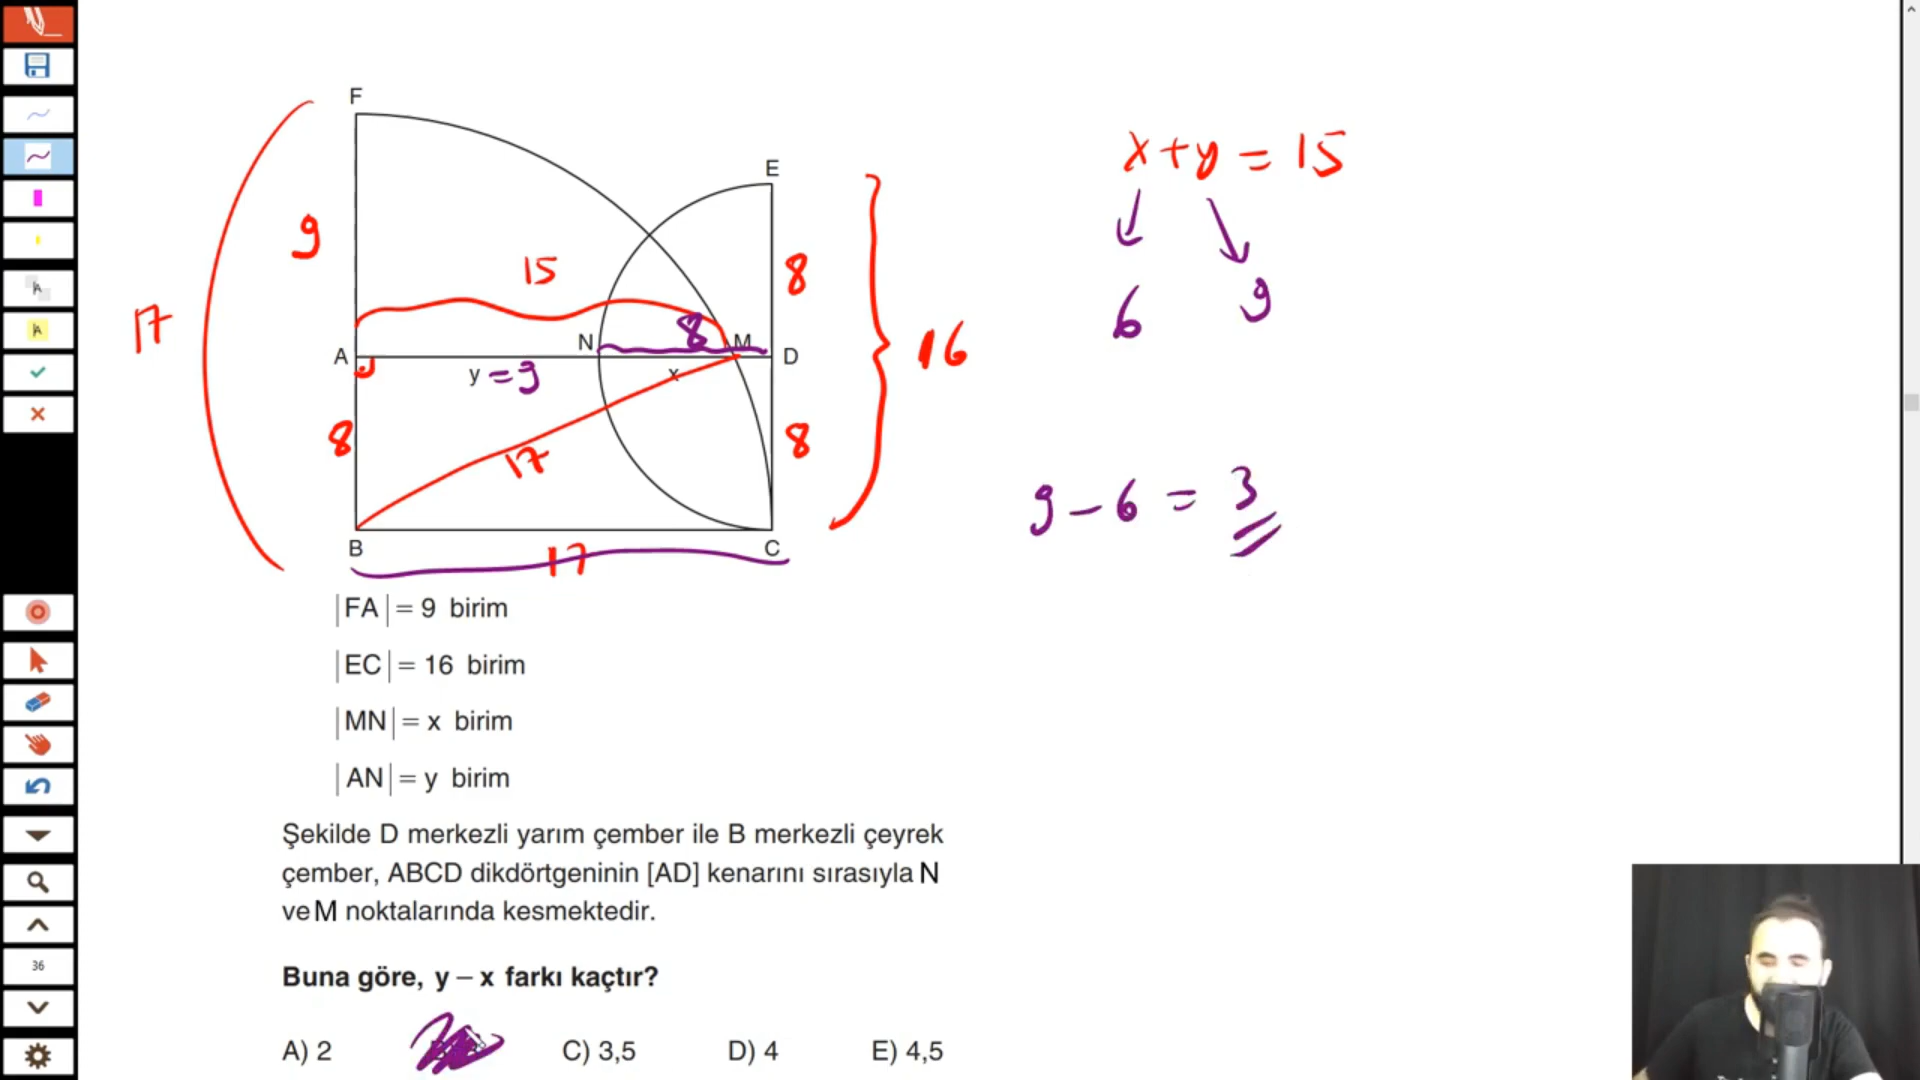 F
E
x+y=15
9
15
8
6
9
17
8
N
M
A
D
16
y
=9
x
8
8
17
9-6=3
B
C
17
|FA|= 9 birim
|EC|= 16 birim
|MN|= x birim
|AN|= y birim
Şekilde D merkezli yarım çember ile B merkezli çeyrek
çember, ABCD dikdörtgeninin [AD] kenarını sırasıyla N
ve M noktalarında kesmektedir.
Buna göre, y – x farkı kaçtır?
A) 2
C) 3,5
D) 4
E) 4,5
36